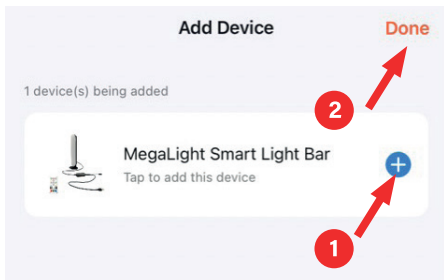 Add Device
Done
2
1 device(s) being added
MegaLight Smart Light Bar
Tap to add this device
1